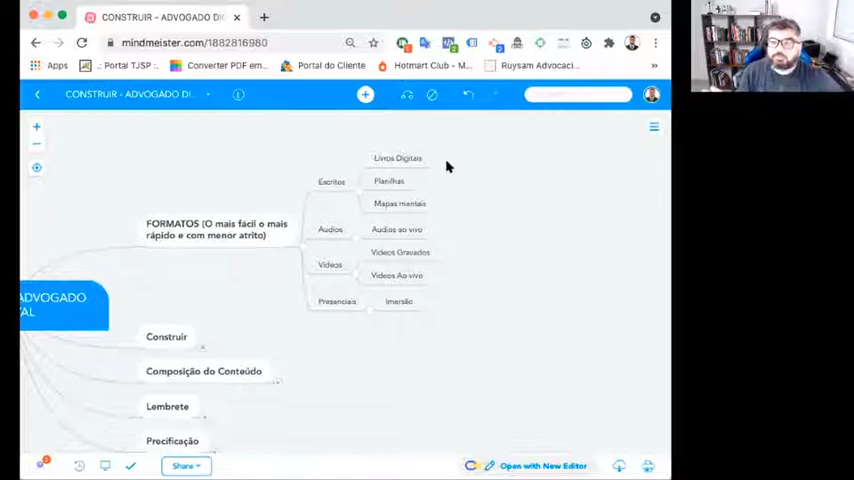 CONSTRUIR - ADVOGADO DI
mindmeister.com/1882816980
Apps
.:: Portal TJSP ::.
Converter PDF em...
Portal do Cliente
Hotmart Club - M...
Ruysam Advocaci...
»
CONSTRUIR - ADVOGADO DI...
Livros Digitais
Escritos
Planilhas
Mapas mentais
FORMATOS (O mais fácil o mais
rápido e com menor atrito)
Audios
Audios ao vivo
Videos Gravados
Videos
Videos Ao vivo
Presenciais
Imersão
ADVOGADO
TAL
Construir
Composição do Conteúdo
Lembrete
Precificação
Share
Open with New Editor